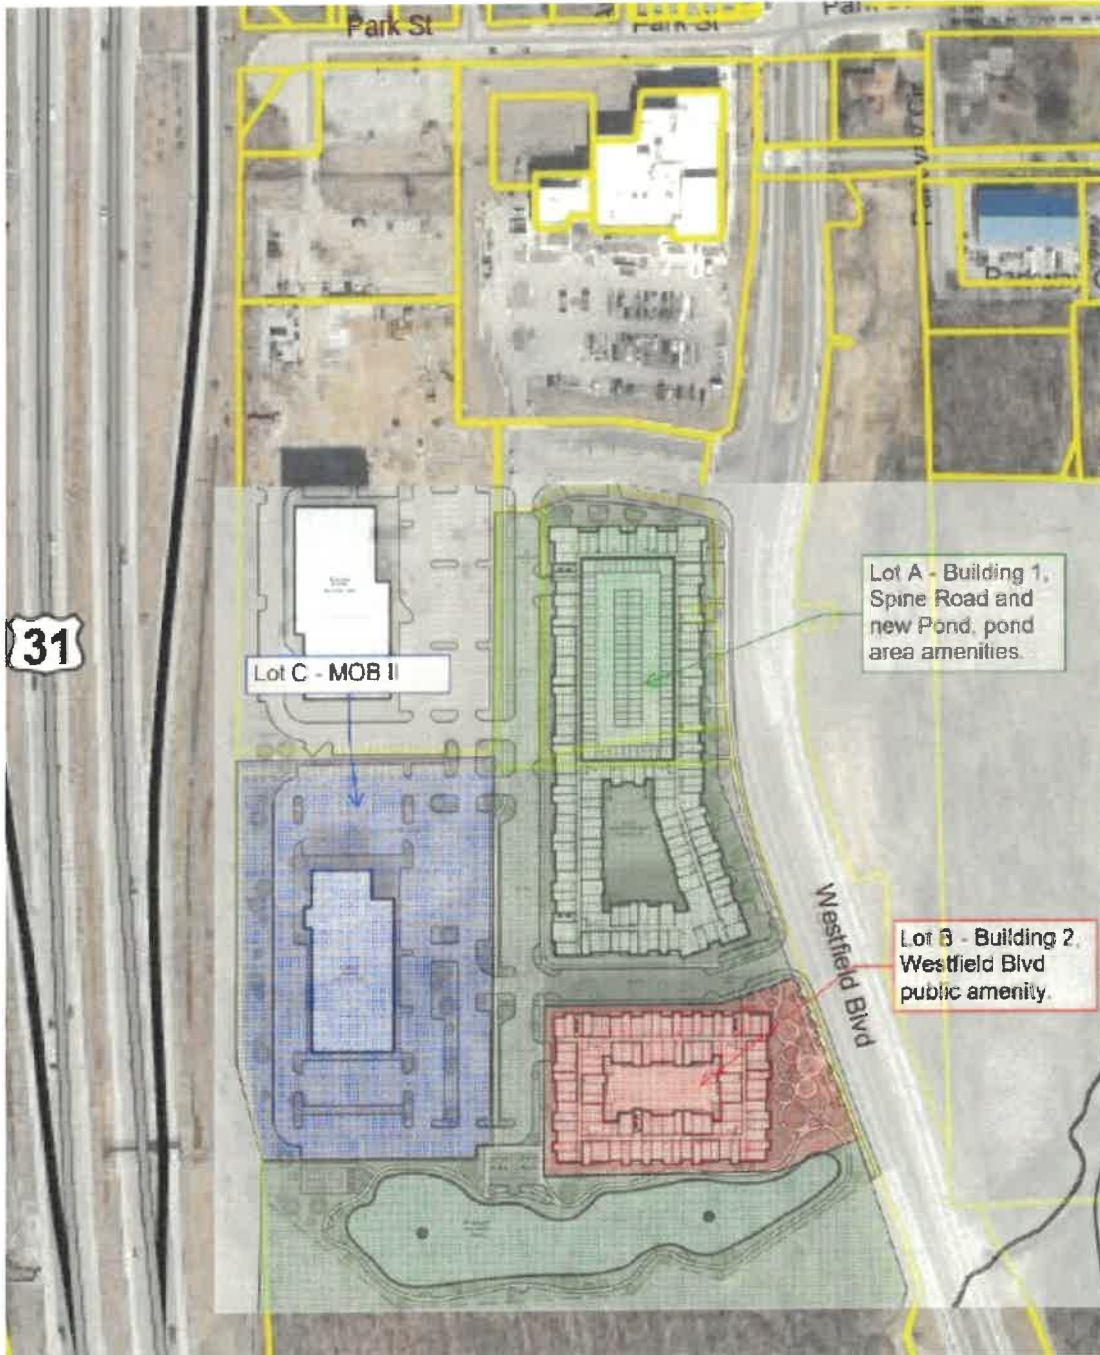 Park St
Park St
Lot A - Building 1,
Spine Road and
new Pond, pond
area amenities.
31
Lot C - MOB II
Westfield Blvd
Lot B - Building 2,
Westfield Blvd
public amenity.